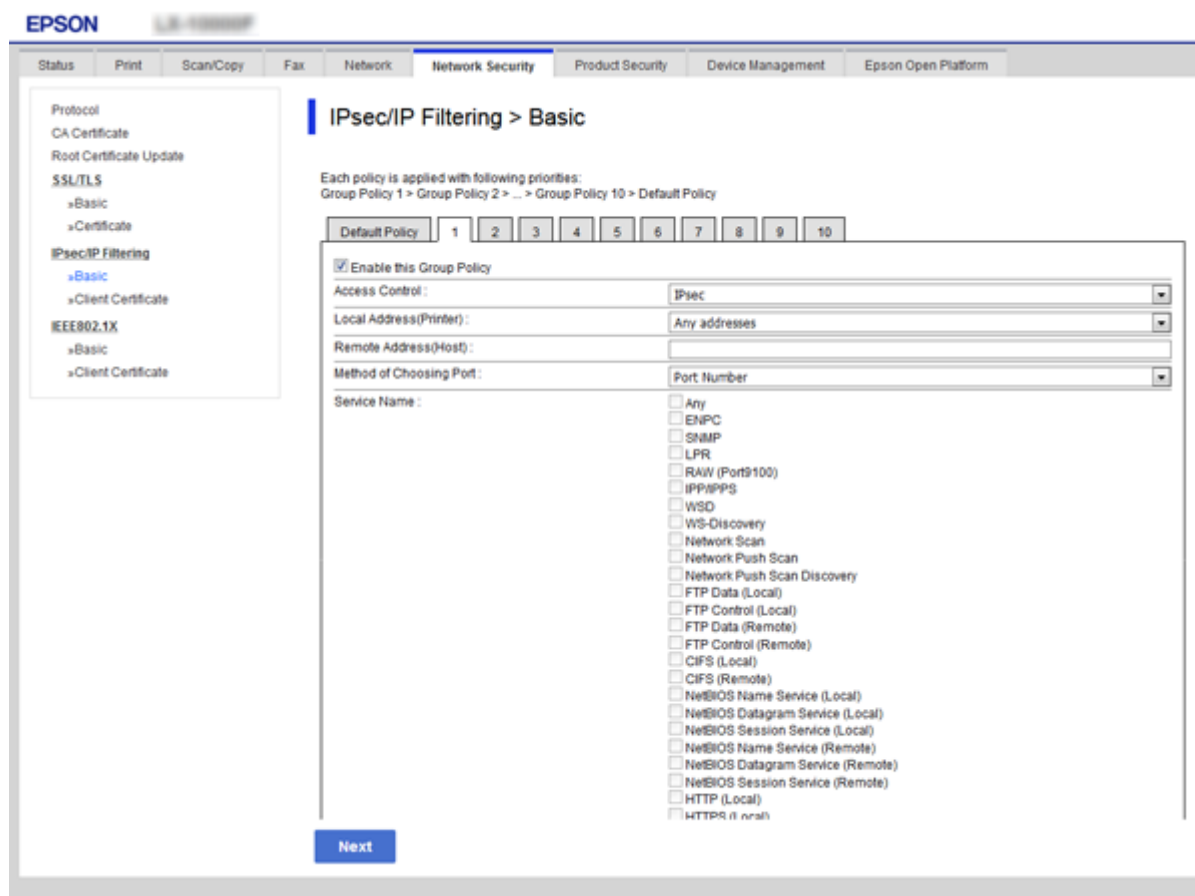 EPSON
Status Print Scan/Copy Fax Network Network Security Product Security Device Management Epson Open Platform
Protocol
CA Certificate
Root Certificate Update
SSL/TLS
»Basic
»Certificate
IPsec/IP Filtering
»Basic
»Client Certificate
IEEE802.1X
»Basic
»Client Certificate
IPsec/IP Filtering > Basic
Each policy is applied with following priorities:
Group Policy 1 > Group Policy 2 > ... > Group Policy 10 > Default Policy
Default Policy 1 2 3 4 5 6 7 8 9 10
Enable this Group Policy
Access Control : IPsec
Local Address(Printer) : Any addresses
Remote Address(Host) :
Method of Choosing Port : Port Number
Service Name : Any
ENPC
SNMP
LPR
RAW (Port9100)
IPP/IPPS
WSD
WS-Discovery
Network Scan
Network Push Scan
Network Push Scan Discovery
FTP Data (Local)
FTP Control (Local)
FTP Data (Remote)
FTP Control (Remote)
CIFS (Local)
CIFS (Remote)
NetBIOS Name Service (Local)
NetBIOS Datagram Service (Local)
NetBIOS Session Service (Local)
NetBIOS Name Service (Remote)
NetBIOS Datagram Service (Remote)
NetBIOS Session Service (Remote)
HTTP (Local)
HTTPS (Local)
Next